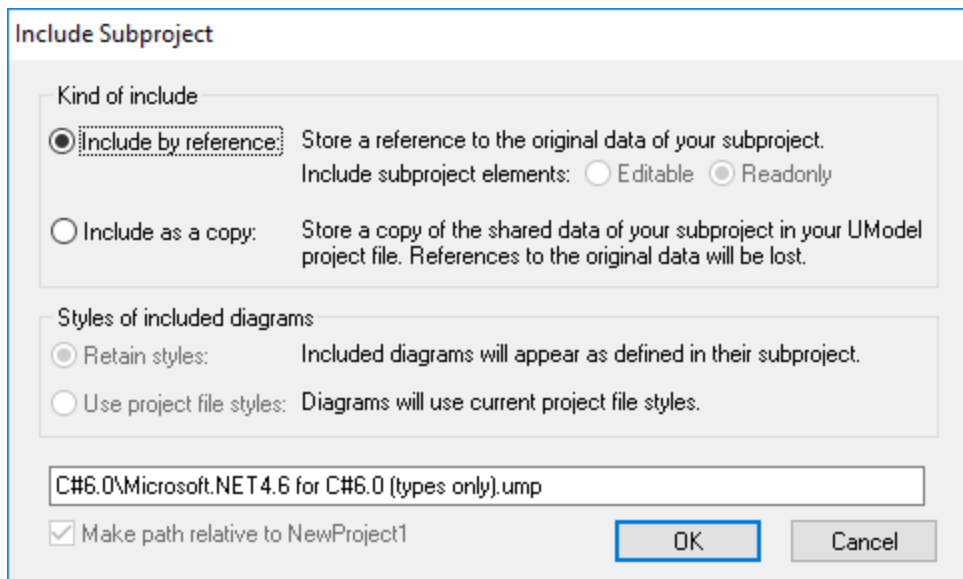 Include Subproject
Kind of include
Include by reference: Store a reference to the original data of your subproject.
Include subproject elements: Editable Readonly
Include as a copy: Store a copy of the shared data of your subproject in your UModel
project file. References to the original data will be lost.
Styles of included diagrams
Retain styles: Included diagrams will appear as defined in their subproject.
Use project file styles: Diagrams will use current project file styles.
C#6.0\Microsoft.NET4.6 for C#6.0 (types only).ump
Make path relative to NewProject1
OK Cancel